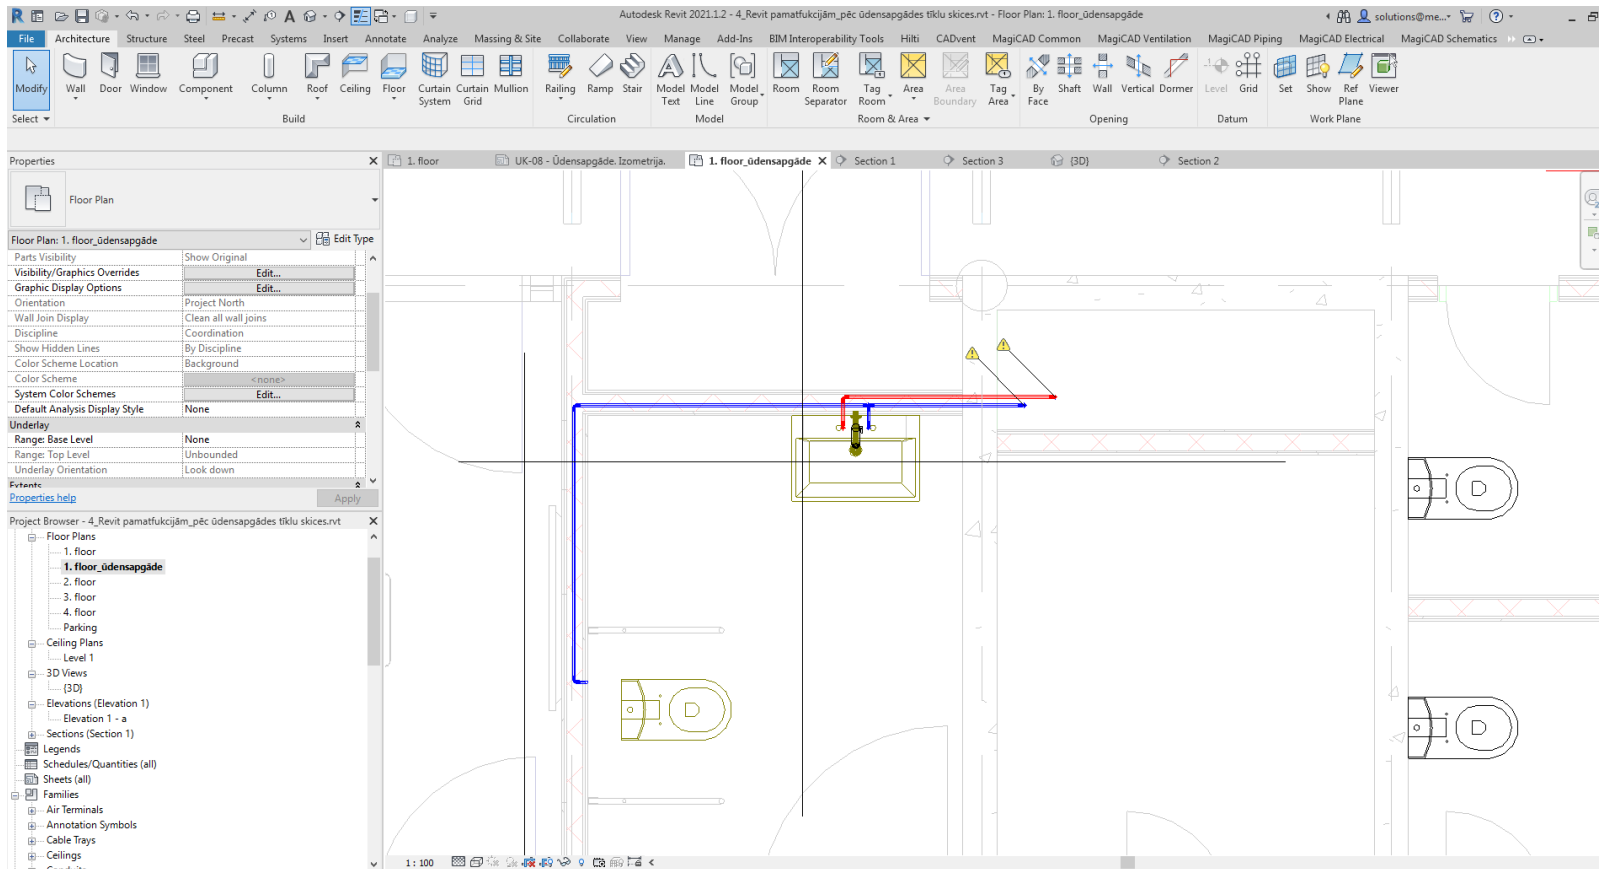 Autodesk Revit 2021.1.2 - 4_Revit pamatfukcijām_pēc ūdensapgādes tīklu skices.rvt - Floor Plan: 1. floor_ūdensapgāde
solutions@me...
File Architecture Structure Steel Precast Systems Insert Annotate Analyze Massing & Site Collaborate View Manage Add-Ins BIM Interoperability Tools Hilti CADvent MagiCAD Common MagiCAD Ventilation MagiCAD Piping MagiCAD Electrical MagiCAD Schematics
Modify Wall Door Window Component Column Roof Ceiling Floor Curtain System Curtain Grid Mullion Railing Ramp Stair Model Text Model Line Model Group Room Room Separator Tag Room Area Area Boundary Tag Area By Face Shaft Wall Vertical Dormer Level Grid Set Show Ref Plane Viewer
Select Build Circulation Model Room & Area Opening Datum Work Plane
Properties
1. floor UK-08 - Ūdensapgāde. Izometrija. 1. floor_ūdensapgāde Section 1 Section 3 {3D} Section 2
Floor Plan
Floor Plan: 1. floor_ūdensapgāde Edit Type
Parts Visibility Show Original
Visibility/Graphics Overrides Edit...
Graphic Display Options Edit...
Orientation Project North
Wall Join Display Clean all wall joins
Discipline Coordination
Show Hidden Lines By Discipline
Color Scheme Location Background
Color Scheme <none>
System Color Schemes Edit...
Default Analysis Display Style None
Underlay
Range: Base Level None
Range: Top Level Unbounded
Underlay Orientation Look down
Extents
Properties help Apply
Project Browser - 4_Revit pamatfukcijām_pēc ūdensapgādes tīklu skices.rvt
Floor Plans
1. floor
1. floor_ūdensapgāde
2. floor
3. floor
4. floor
Parking
Ceiling Plans
Level 1
3D Views
{3D}
Elevations (Elevation 1)
Elevation 1 - a
Sections (Section 1)
Legends
Schedules/Quantities (all)
Sheets (all)
Families
Air Terminals
Annotation Symbols
Cable Trays
Ceilings
Conduits
1 : 100